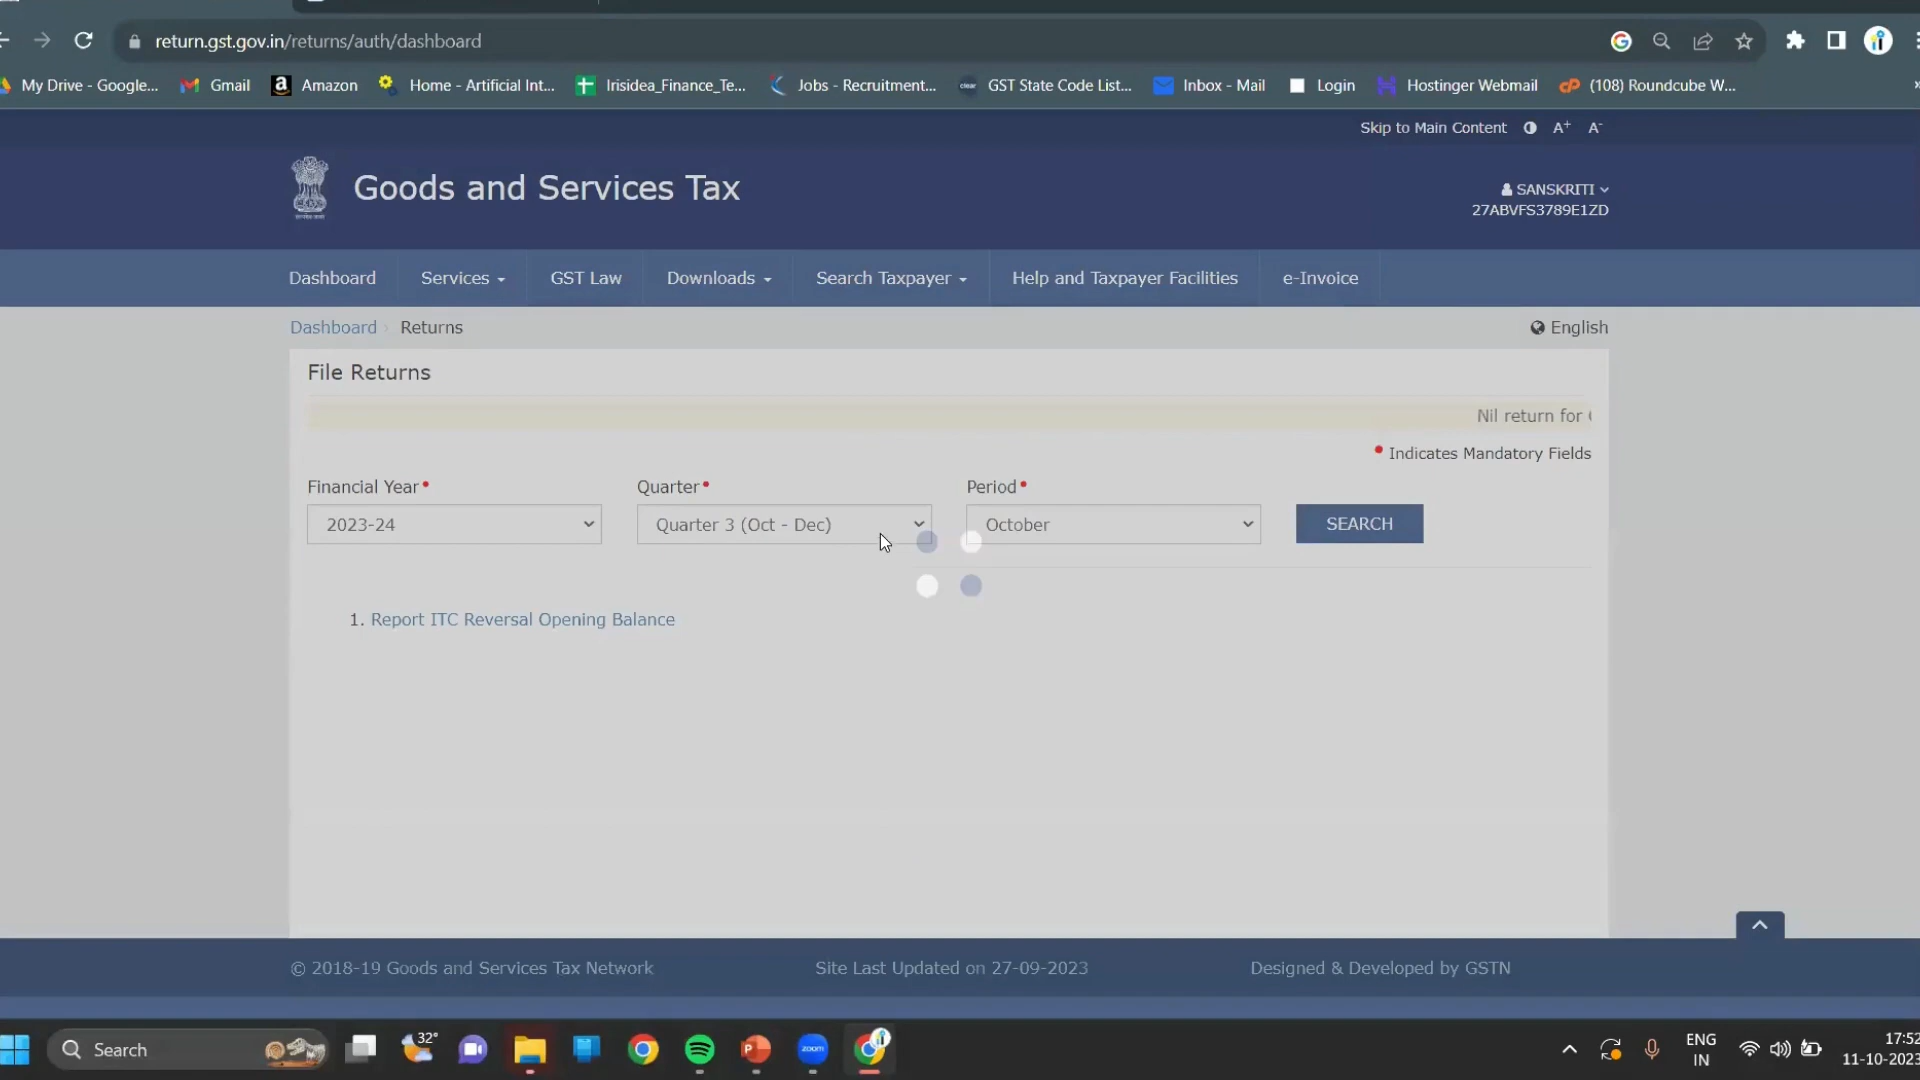 return.gst.gov.in/returns/auth/dashboard
My Drive - Google... Gmail Amazon Home - Artificial Int... Irisidea_Finance_Te... Jobs - Recruitment... GST State Code List... Inbox - Mail Login Hostinger Webmail (108) Roundcube W... »
Skip to Main Content A+ A-
Goods and Services Tax
SANSKRITI
27ABVFS3789E1ZD
Dashboard Services GST Law Downloads Search Taxpayer Help and Taxpayer Facilities e-Invoice
Dashboard Returns English
File Returns
Nil return for
• Indicates Mandatory Fields
Financial Year• Quarter• Period•
2023-24 Quarter 3 (Oct - Dec) October SEARCH
1. Report ITC Reversal Opening Balance
© 2018-19 Goods and Services Tax Network Site Last Updated on 27-09-2023 Designed & Developed by GSTN
Search 32° zoom ENG 17:52
IN 11-10-2023